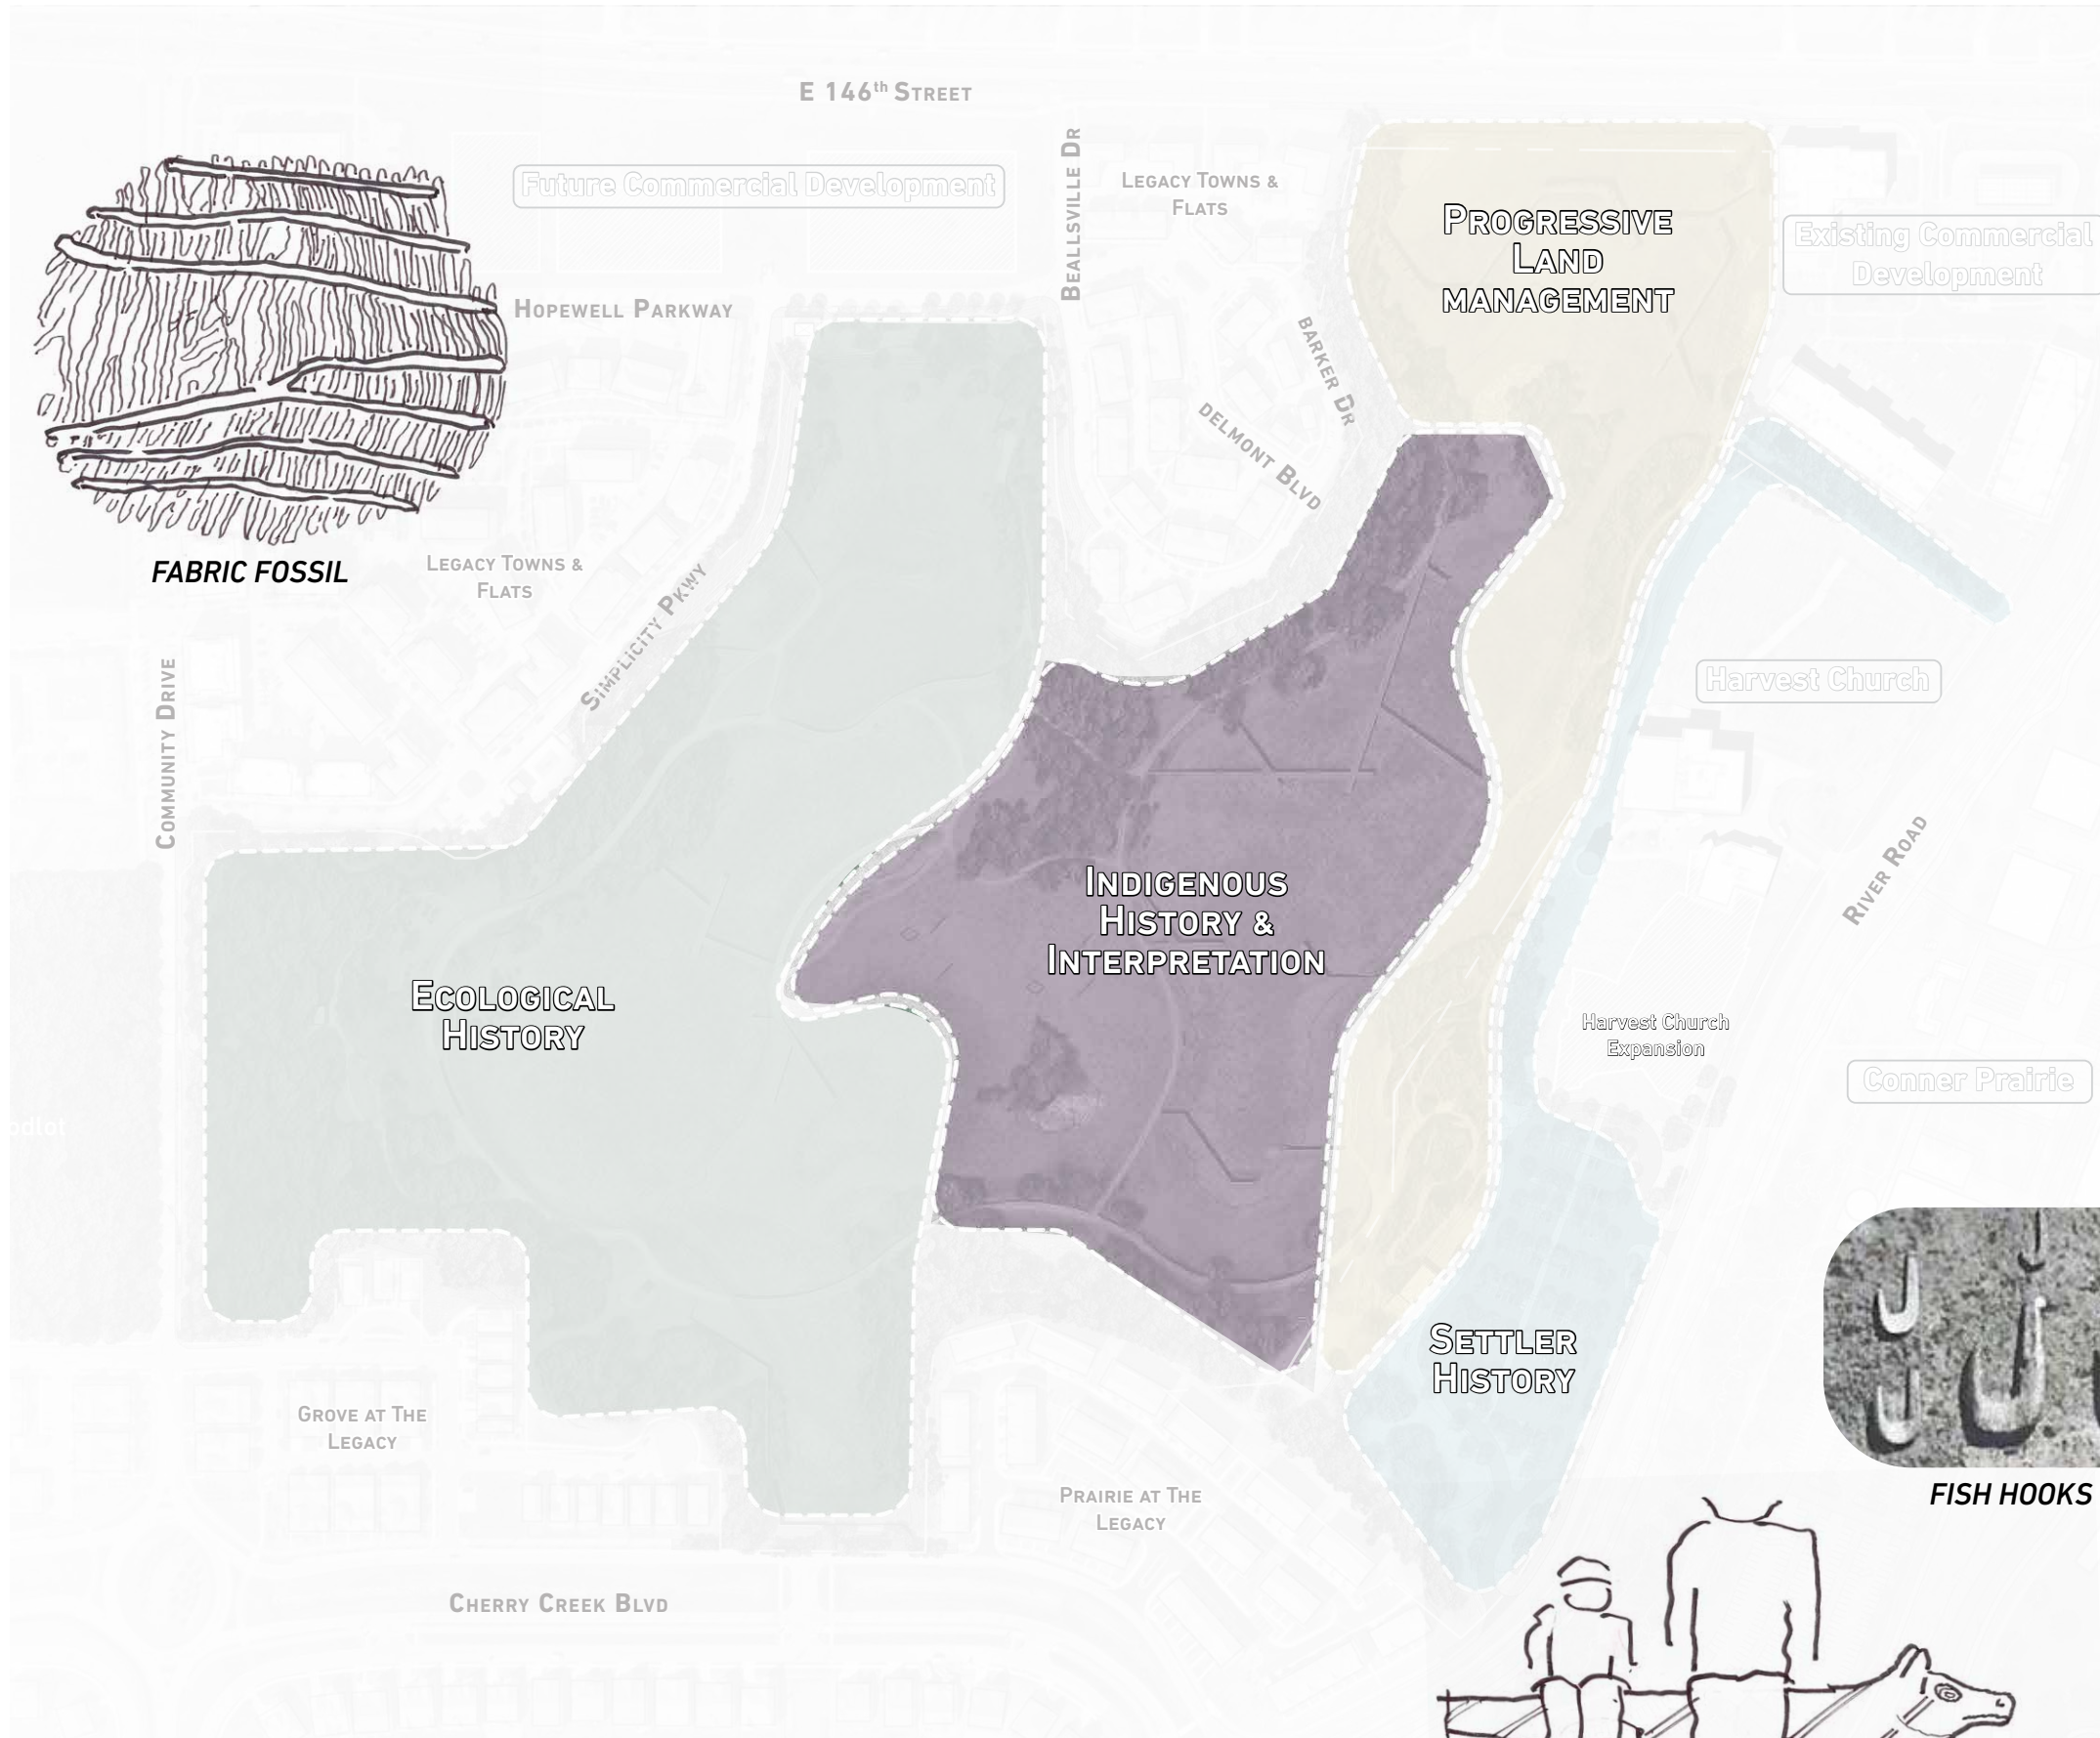 E 146th Street
Future Commercial Development
Beallsville Dr
Legacy Towns &
Flats
Progressive
Land
management
Existing Commercial
Development
Hopewell Parkway
Barker Dr
Delmont Blvd
FABRIC FOSSIL
Legacy Towns &
Flats
Simplicity Pkwy
Community Drive
Harvest Church
River Road
Indigenous
History &
Interpretation
Ecological
History
Harvest Church
Expansion
Conner Prairie
Settler
History
Grove at The
Legacy
Prairie at The
Legacy
FISH HOOKS
Cherry Creek Blvd